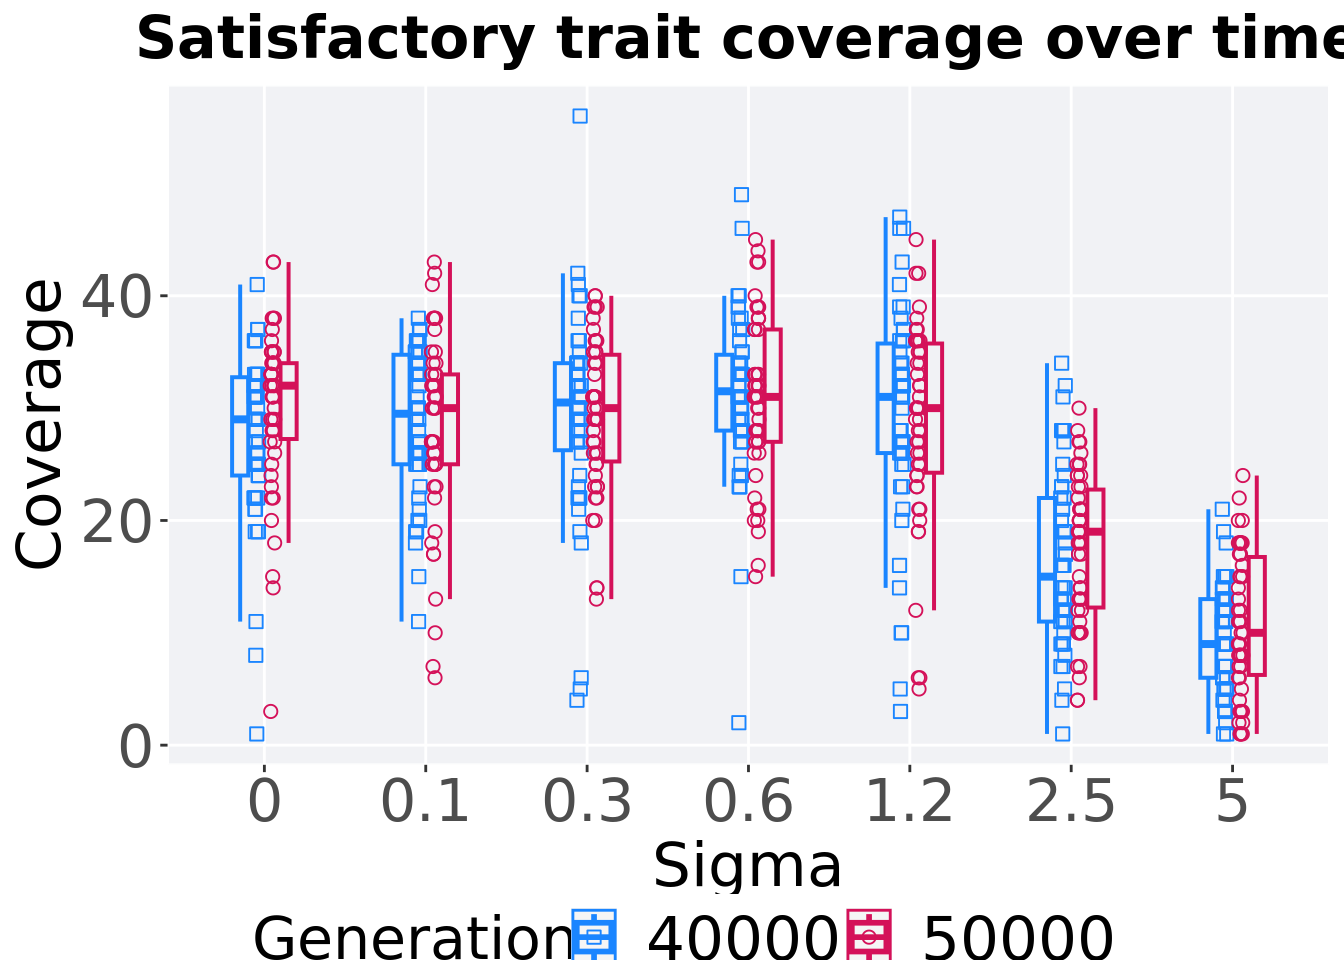 Satisfactory trait coverage over time
Coverage
40
20
0
0 0.1 0.3 0.6 1.2 2.5 5
Sigma
Generation 40000 50000